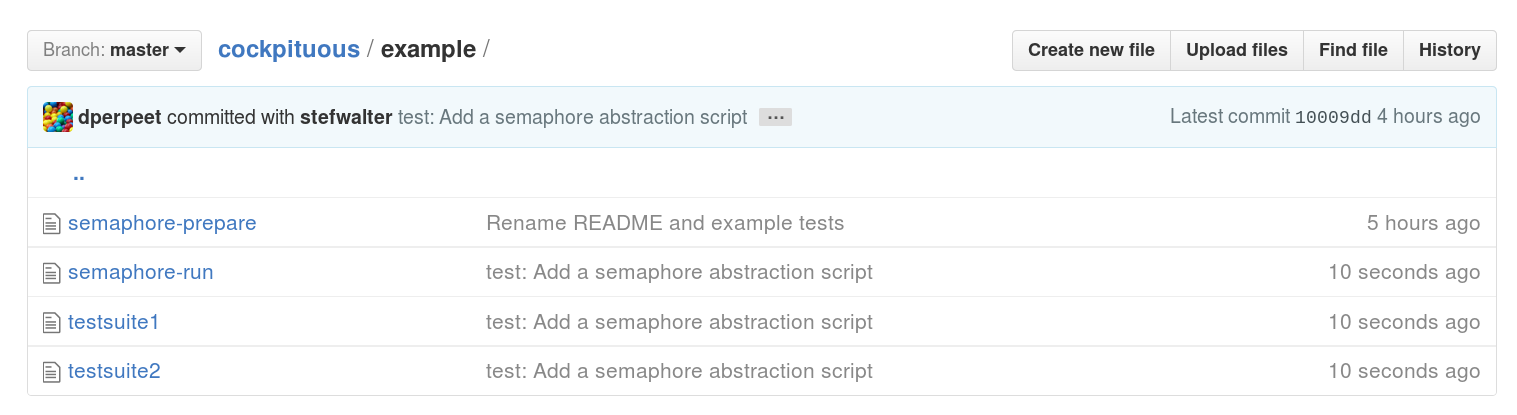 Branch: master cockpituous / example / Create new file Upload files Find file History
dperpeet committed with stefwalter test: Add a semaphore abstraction script ... Latest commit 10009dd 4 hours ago
..
semaphore-prepare Rename README and example tests 5 hours ago
semaphore-run test: Add a semaphore abstraction script 10 seconds ago
testsuite1 test: Add a semaphore abstraction script 10 seconds ago
testsuite2 test: Add a semaphore abstraction script 10 seconds ago